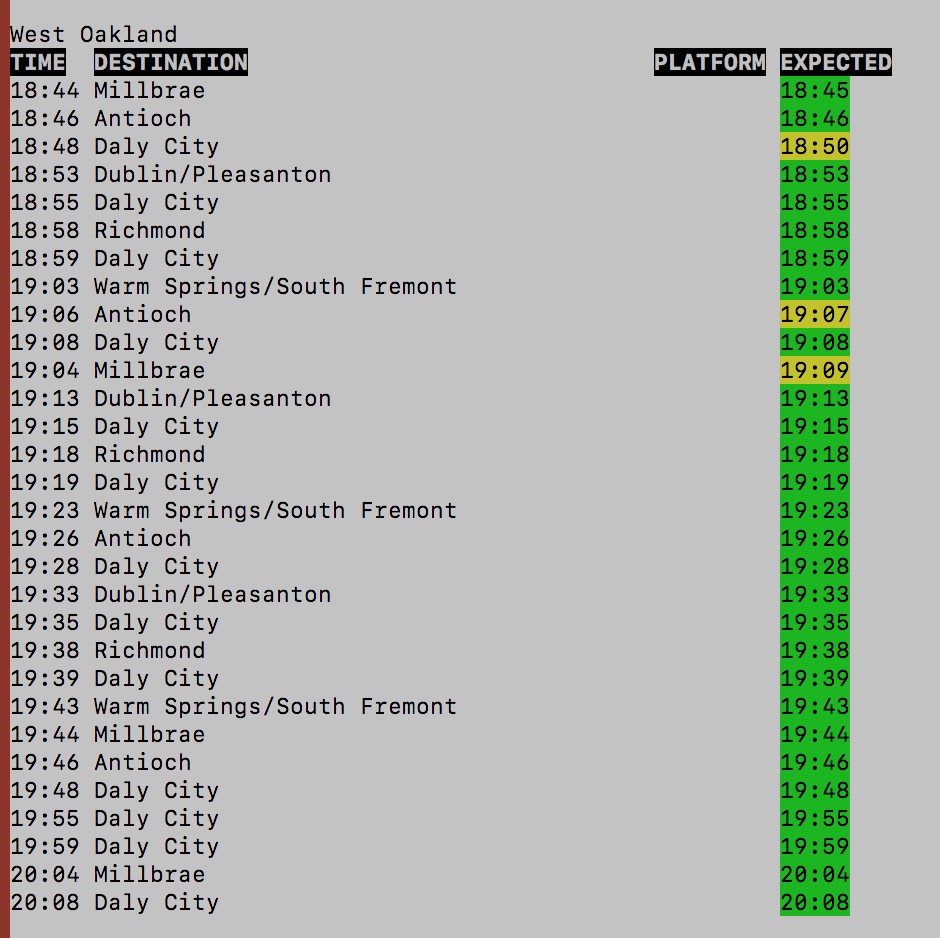 West Oakland
TIME DESTINATION PLATFORM EXPECTED
18:44 Millbrae 18:45
18:46 Antioch 18:46
18:48 Daly City 18:50
18:53 Dublin/Pleasanton 18:53
18:55 Daly City 18:55
18:58 Richmond 18:58
18:59 Daly City 18:59
19:03 Warm Springs/South Fremont 19:03
19:06 Antioch 19:07
19:08 Daly City 19:08
19:04 Millbrae 19:09
19:13 Dublin/Pleasanton 19:13
19:15 Daly City 19:15
19:18 Richmond 19:18
19:19 Daly City 19:19
19:23 Warm Springs/South Fremont 19:23
19:26 Antioch 19:26
19:28 Daly City 19:28
19:33 Dublin/Pleasanton 19:33
19:35 Daly City 19:35
19:38 Richmond 19:38
19:39 Daly City 19:39
19:43 Warm Springs/South Fremont 19:43
19:44 Millbrae 19:44
19:46 Antioch 19:46
19:48 Daly City 19:48
19:55 Daly City 19:55
19:59 Daly City 19:59
20:04 Millbrae 20:04
20:08 Daly City 20:08